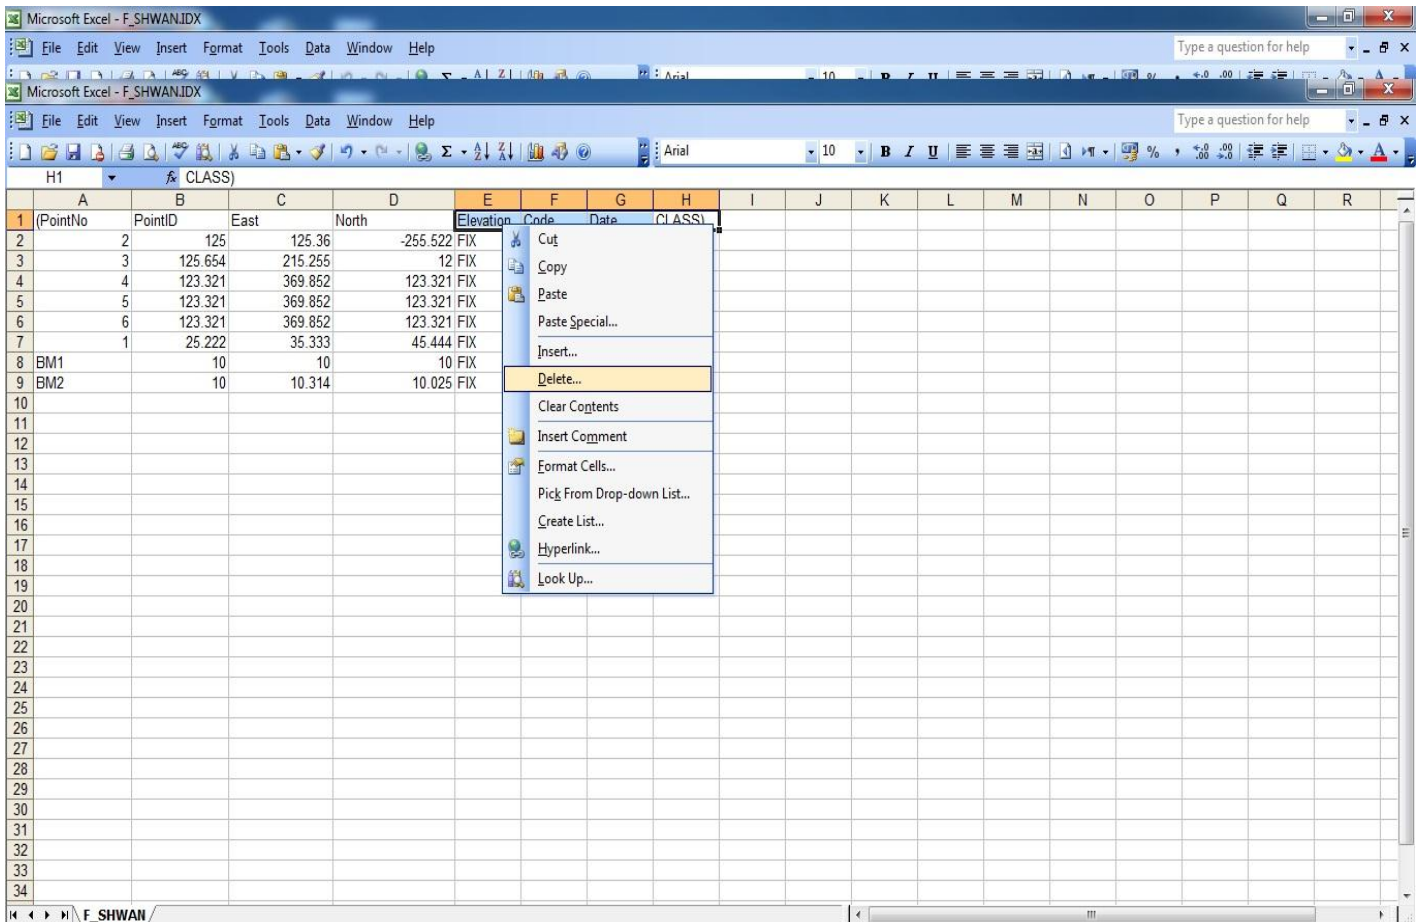 Microsoft Excel - F_SHWAN.IDX
File Edit View Insert Format Tools Data Window Help Type a question for help
Arial 10 B I U
Microsoft Excel - F_SHWAN.IDX
File Edit View Insert Format Tools Data Window Help Type a question for help
Arial 10 B I U
H1 fx CLASS)
A B C D E F G H I J K L M N O P Q R
1 (PointNo PointID East North Elevation Code Date CLASS)
2 2 125 125.36 -255.522 FIX
3 3 125.654 215.255 12 FIX
4 4 123.321 369.852 123.321 FIX
5 5 123.321 369.852 123.321 FIX
6 6 123.321 369.852 123.321 FIX
7 1 25.222 35.333 45.444 FIX
8 BM1 10 10 10 FIX
9 BM2 10 10.314 10.025 FIX
10
11
12
13
14
15
16
17
18
19
20
21
22
23
24
25
26
27
28
29
30
31
32
33
34
Cut
Copy
Paste
Paste Special...
Insert...
Delete...
Clear Contents
Insert Comment
Format Cells...
Pick From Drop-down List...
Create List...
Hyperlink...
Look Up...
F_SHWAN